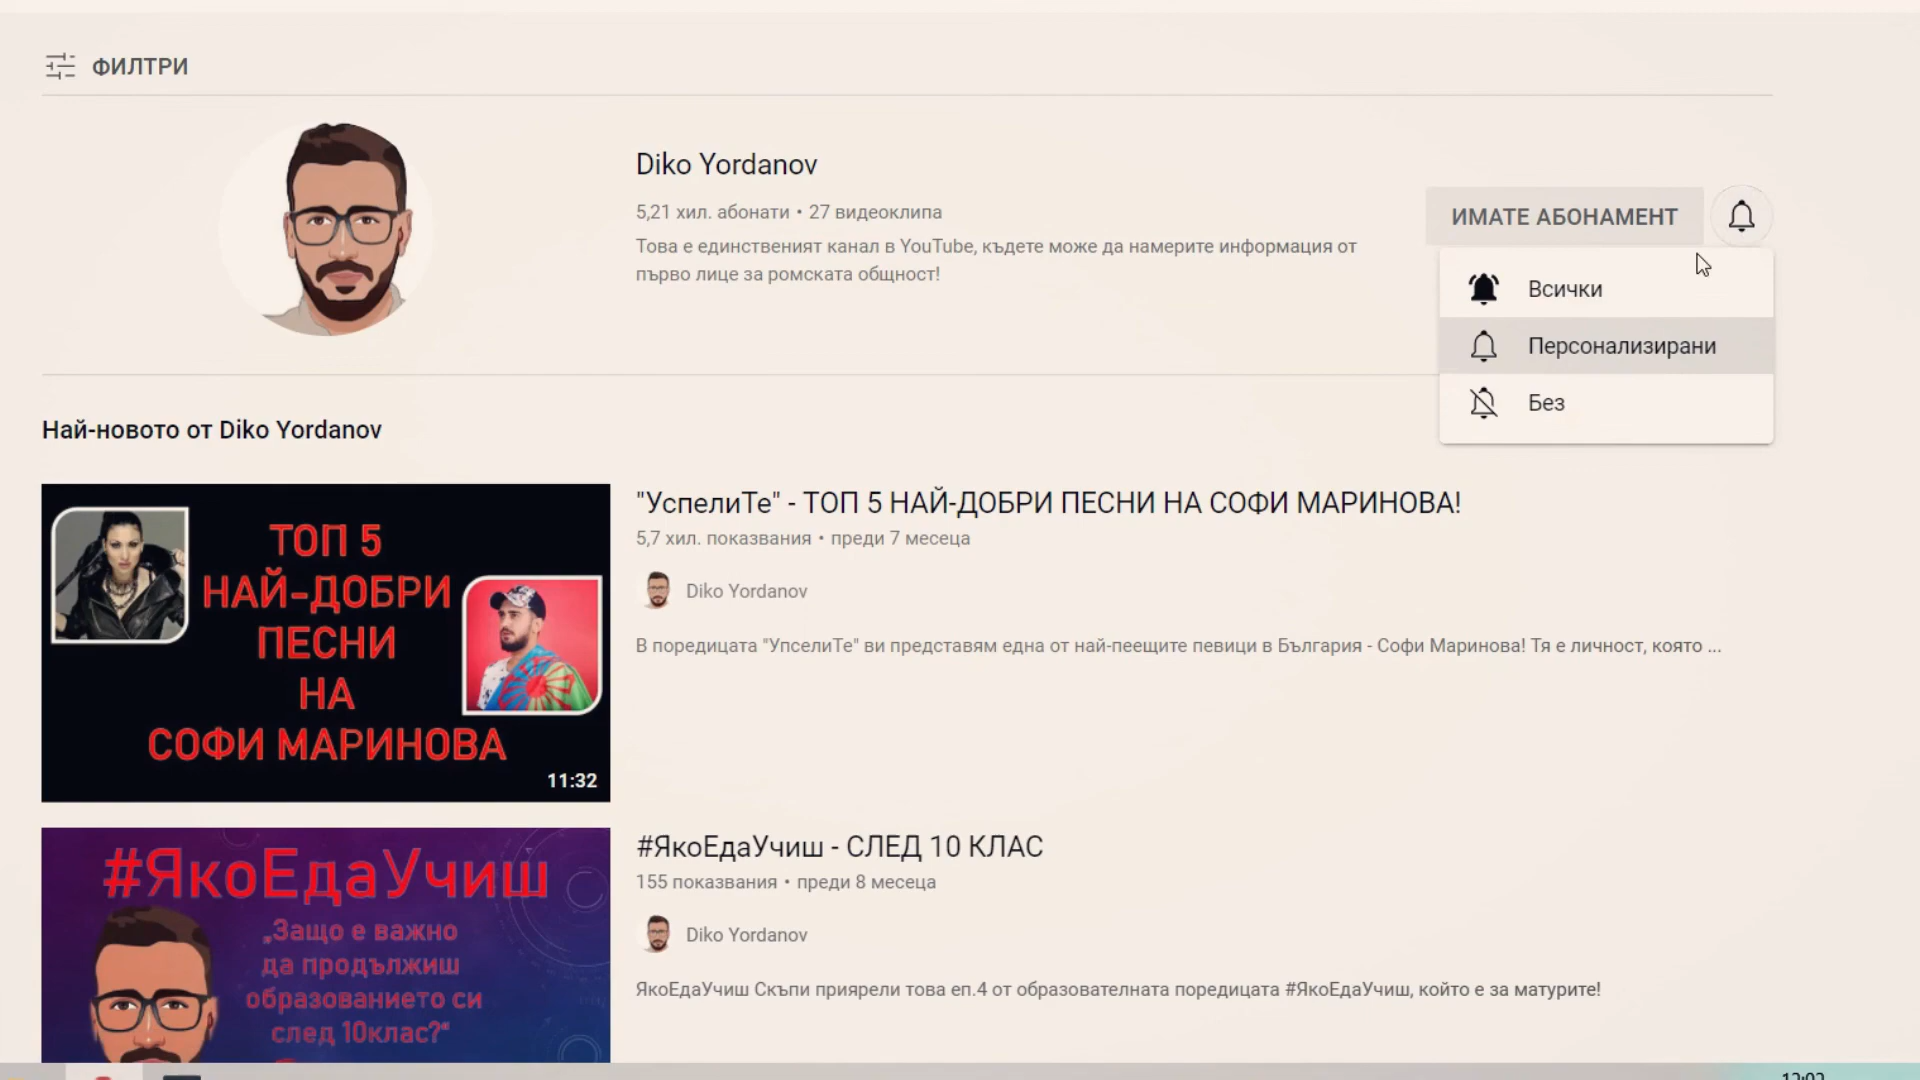 ФИЛТРИ
Diko Yordanov
5,21 хил. абонати • 27 видеоклипа
Това е единственият канал в YouTube, където може да намерите информация от
първо лице за ромската общност!
ИМАТЕ АБОНАМЕНТ
Всички
Персонализирани
Без
Най-новото от Diko Yordanov
ТОП 5
НАЙ-ДОБРИ
ПЕСНИ
НА
СОФИ МАРИНОВА
11:32
"УспелиТе" - ТОП 5 НАЙ-ДОБРИ ПЕСНИ НА СОФИ МАРИНОВА!
5,7 хил. показвания • преди 7 месеца
Diko Yordanov
В поредицата "УпселиТе" ви представям една от най-пеещите певици в България - Софи Маринова! Тя е личност, която ...
#ЯкоЕдаУчиш
„Защо е важно
да продължиш
образованието си
след 10клас?“
#ЯкоЕдаУчиш - СЛЕД 10 КЛАС
155 показвания • преди 8 месеца
Diko Yordanov
ЯкоЕдаУчиш Скъпи приярели това еп.4 от образователната поредицата #ЯкоЕдаУчиш, който е за матурите!